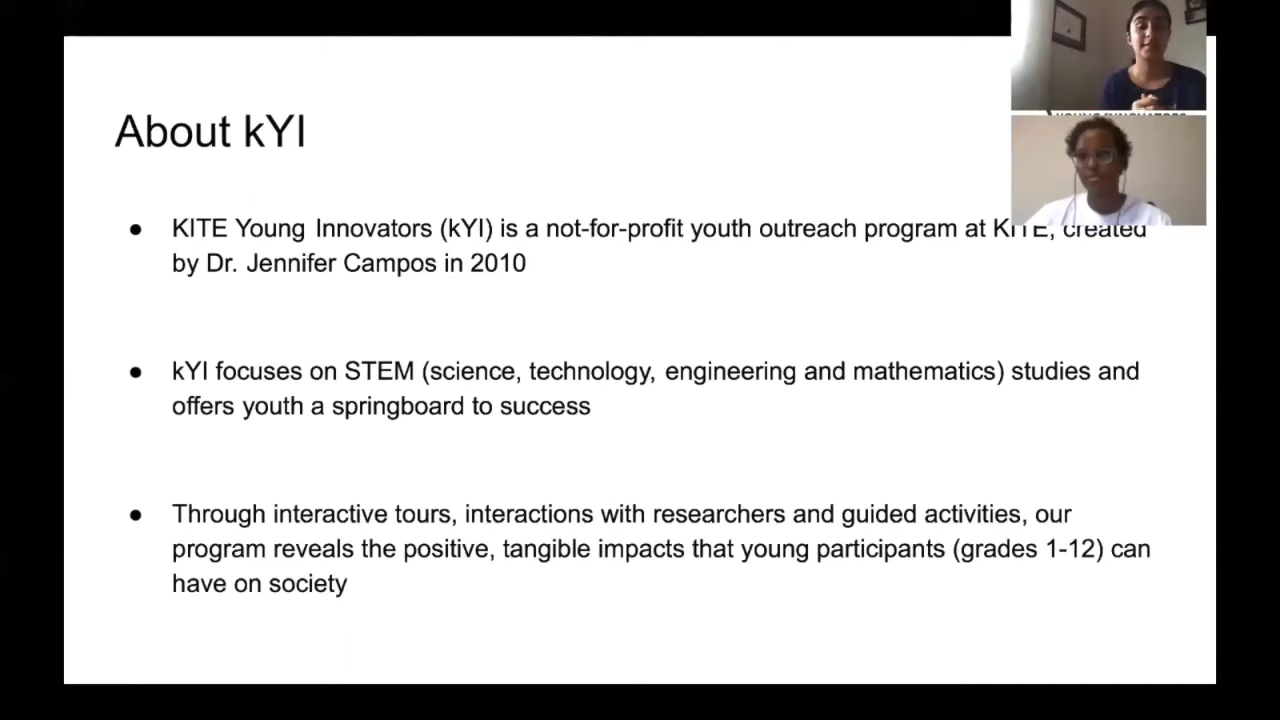 About kYI
● KITE Young Innovators (kYI) is a not-for-profit youth outreach program at KITE, created
by Dr. Jennifer Campos in 2010
● kYI focuses on STEM (science, technology, engineering and mathematics) studies and
offers youth a springboard to success
● Through interactive tours, interactions with researchers and guided activities, our
program reveals the positive, tangible impacts that young participants (grades 1-12) can
have on society